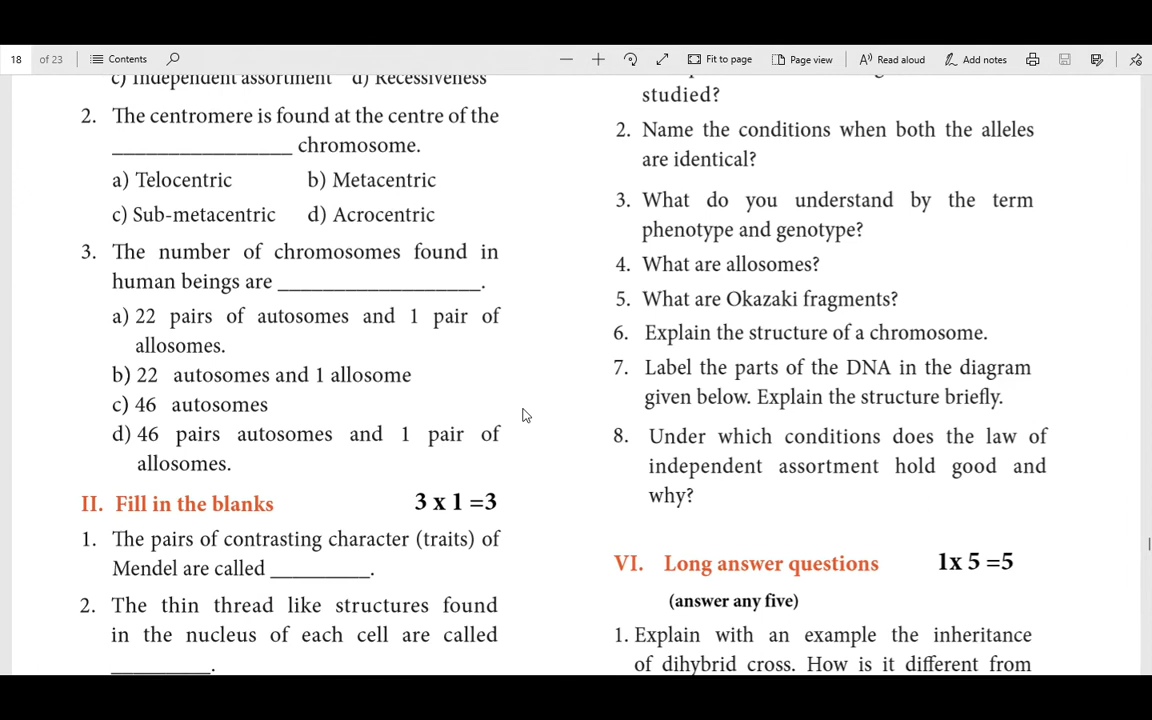 18 of 23 Contents Fit to page Page view Read aloud Add notes
c) Independent assortment d) Recessiveness
2. The centromere is found at the centre of the
________________ chromosome.
a) Telocentric b) Metacentric
c) Sub-metacentric d) Acrocentric
3. The number of chromosomes found in
human beings are __________________.
a) 22 pairs of autosomes and 1 pair of
allosomes.
b) 22 autosomes and 1 allosome
c) 46 autosomes
d) 46 pairs autosomes and 1 pair of
allosomes.
II. Fill in the blanks 3 x 1 =3
1. The pairs of contrasting character (traits) of
Mendel are called _________.
2. The thin thread like structures found
in the nucleus of each cell are called
_________.
studied?
2. Name the conditions when both the alleles
are identical?
3. What do you understand by the term
phenotype and genotype?
4. What are allosomes?
5. What are Okazaki fragments?
6. Explain the structure of a chromosome.
7. Label the parts of the DNA in the diagram
given below. Explain the structure briefly.
8. Under which conditions does the law of
independent assortment hold good and
why?
VI. Long answer questions 1x 5 =5
(answer any five)
1. Explain with an example the inheritance
of dihybrid cross. How is it different from